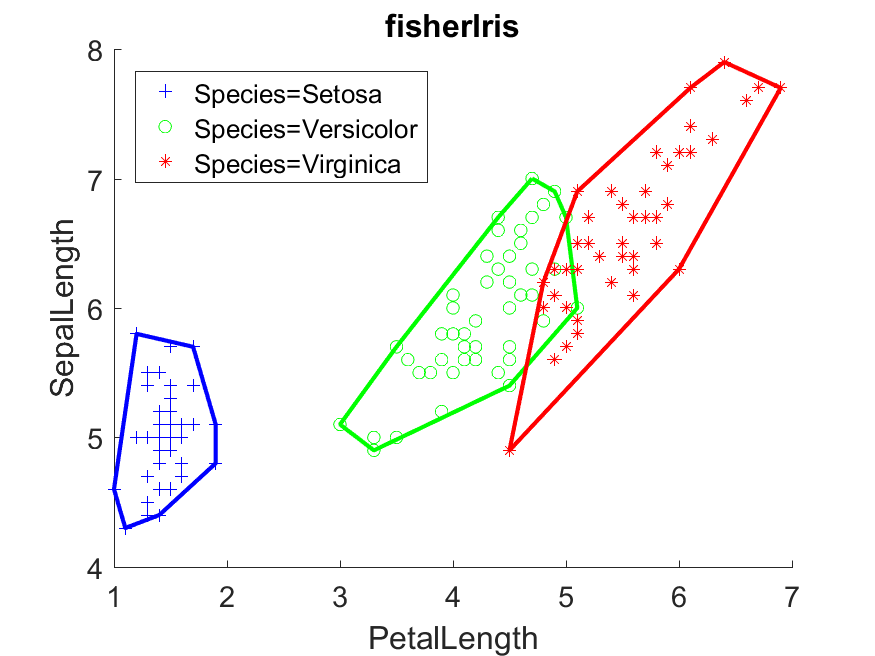 fisherIris
Species=Setosa
Species=Versicolor
Species=Virginica
SepalLength
8
7
6
5
4
1 2 3 4 5 6 7
PetalLength